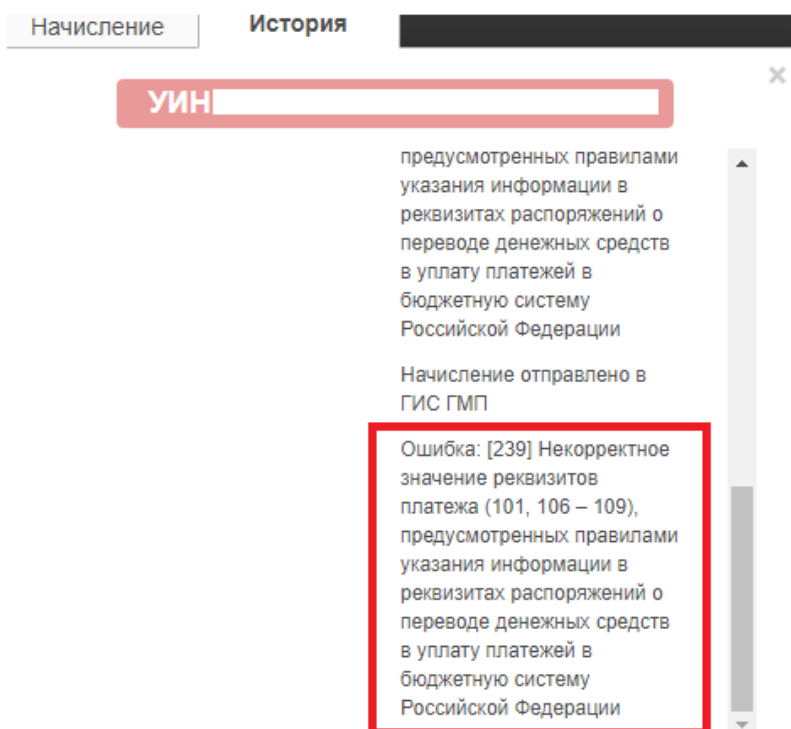 Начисление
История
УИН
предусмотренных правилами
указания информации в
реквизитах распоряжений о
переводе денежных средств
в уплату платежей в
бюджетную систему
Российской Федерации
Начисление отправлено в
ГИС ГМП
Ошибка: [239] Некорректное
значение реквизитов
платежа (101, 106 – 109),
предусмотренных правилами
указания информации в
реквизитах распоряжений о
переводе денежных средств
в уплату платежей в
бюджетную систему
Российской Федерации